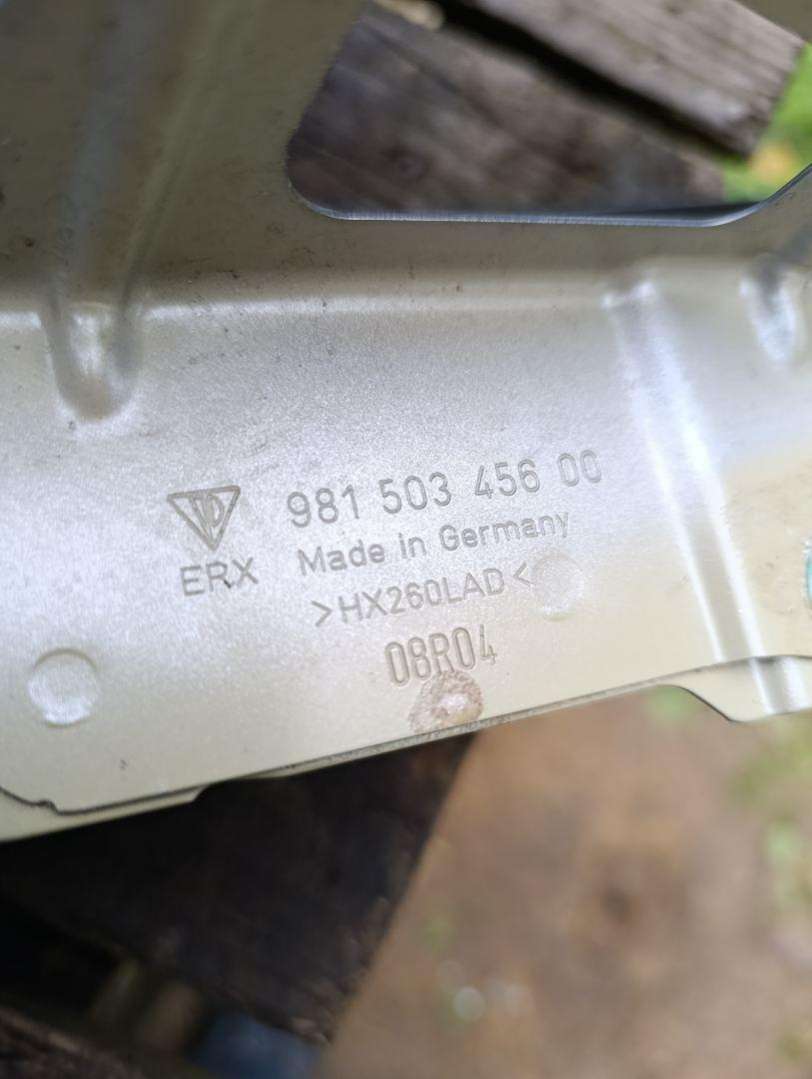 981 503 456 00
Made in Germany
ERX
>HX260LAD<
08R04